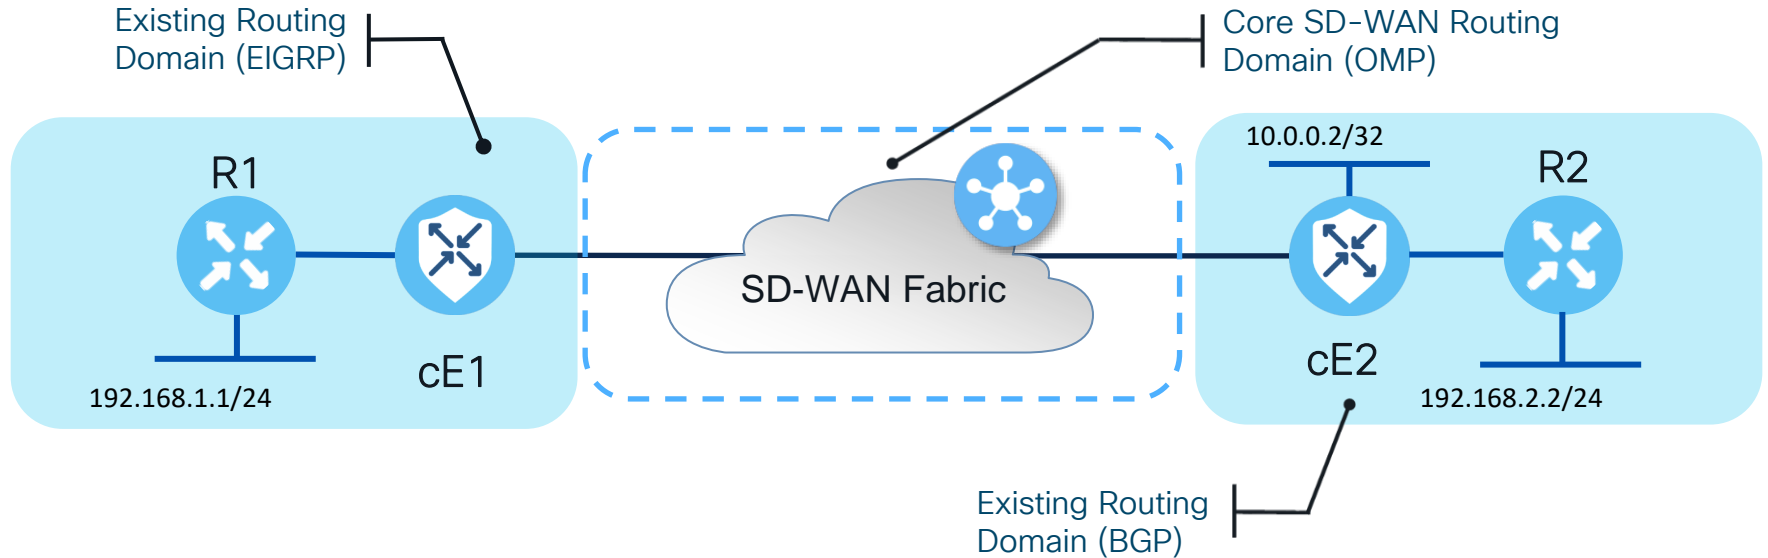 Existing Routing
Domain (EIGRP)
Core SD-WAN Routing
Domain (OMP)
10.0.0.2/32
R1
R2
SD-WAN Fabric
cE1
cE2
192.168.1.1/24
192.168.2.2/24
Existing Routing
Domain (BGP)